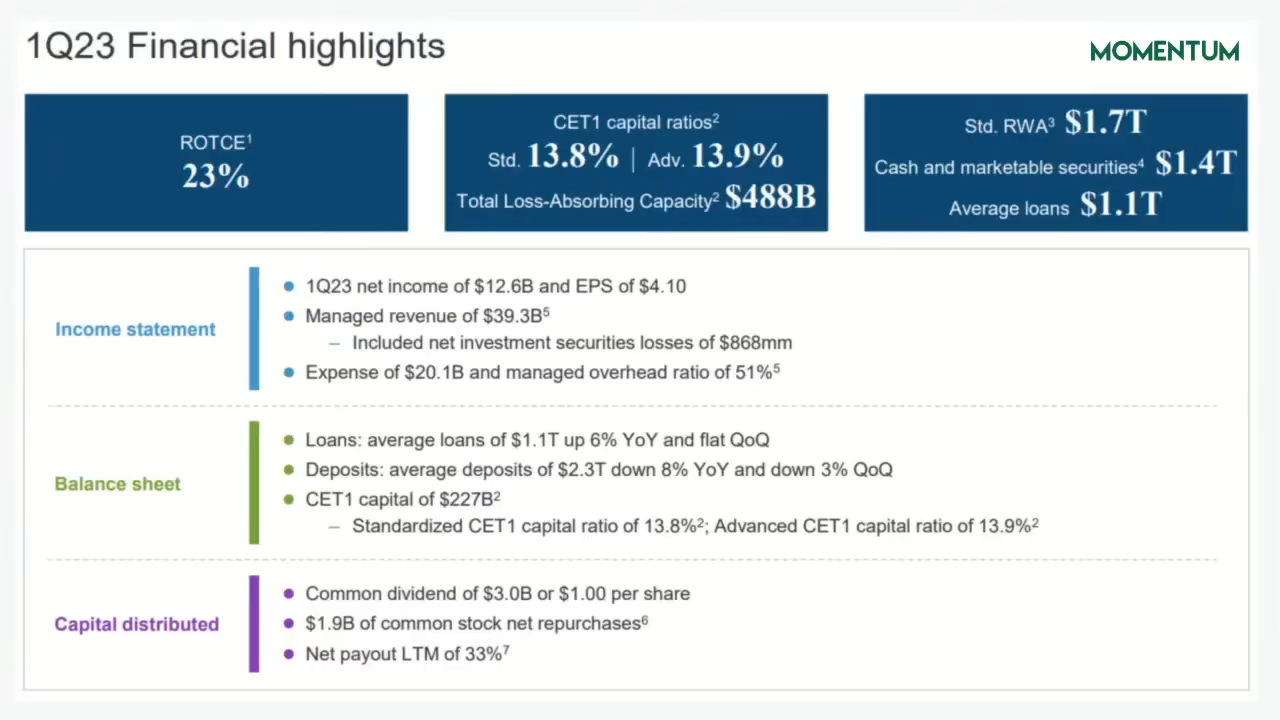 1Q23 Financial highlights
MOMENTUM
ROTCE¹
23%
CET1 capital ratios²
Std. 13.8% | Adv. 13.9%
Total Loss-Absorbing Capacity² $488B
Std. RWA³ $1.7T
Cash and marketable securities⁴ $1.4T
Average loans $1.1T
Income statement
● 1Q23 net income of $12.6B and EPS of $4.10
● Managed revenue of $39.3B⁵
– Included net investment securities losses of $868mm
● Expense of $20.1B and managed overhead ratio of 51%⁵
Balance sheet
● Loans: average loans of $1.1T up 6% YoY and flat QoQ
● Deposits: average deposits of $2.3T down 8% YoY and down 3% QoQ
● CET1 capital of $227B²
– Standardized CET1 capital ratio of 13.8%²; Advanced CET1 capital ratio of 13.9%²
Capital distributed
● Common dividend of $3.0B or $1.00 per share
● $1.9B of common stock net repurchases⁶
● Net payout LTM of 33%⁷